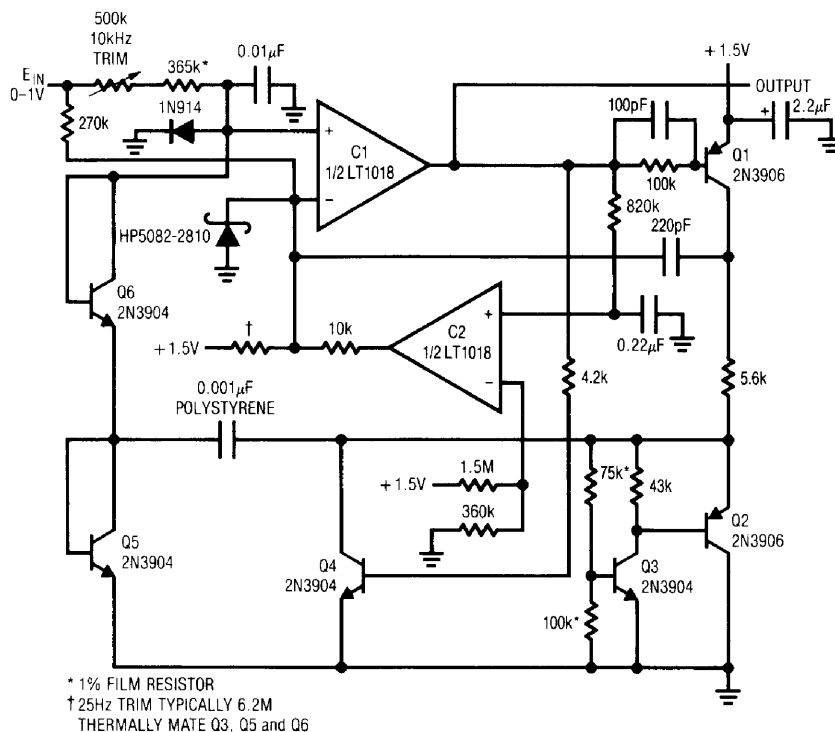 500k
10kHz
TRIM
365k*
0.01µF
+1.5V
E IN
0–1V
1N914
270k
OUTPUT
100pF
+
2.2µF
C1
1/2 LT1018
+
−
Q1
2N3906
100k
820k
HP5082-2810
220pF
Q6
2N3904
C2
1/2 LT1018
+
−
0.22µF
†
+1.5V
10k
4.2k
5.6k
0.001µF
POLYSTYRENE
+1.5V
1.5M
75k*
43k
360k
Q2
2N3906
Q5
2N3904
Q4
2N3904
Q3
2N3904
100k*
* 1% FILM RESISTOR
† 25Hz TRIM TYPICALLY 6.2M
THERMALLY MATE Q3, Q5 and Q6